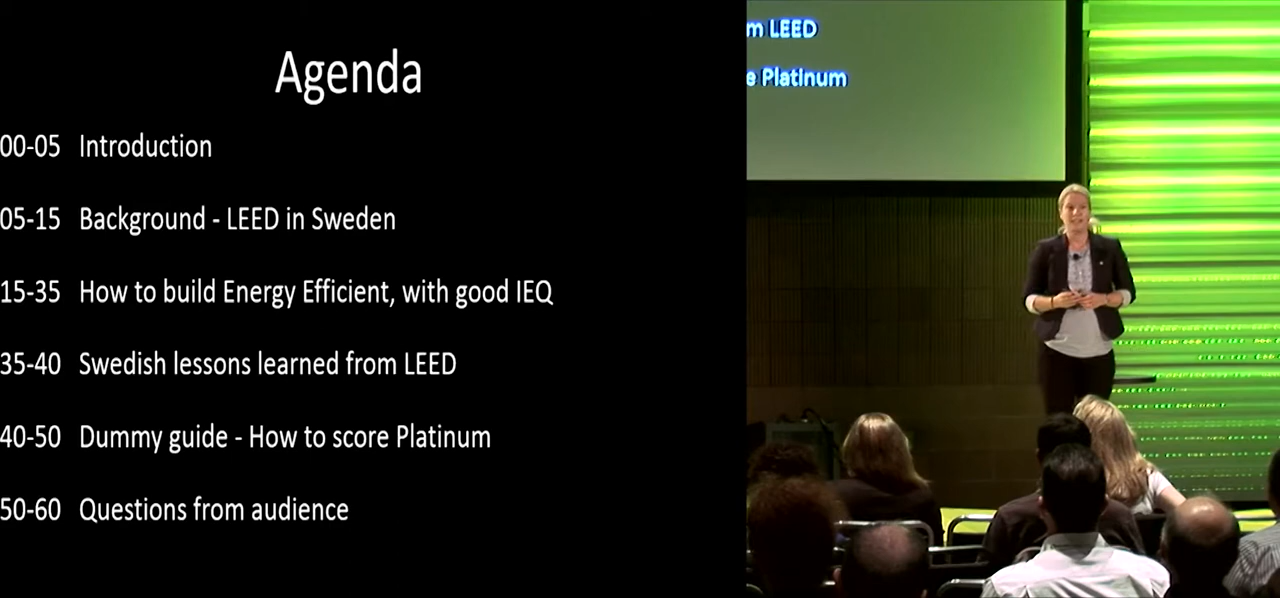 Agenda
00-05 Introduction
05-15 Background - LEED in Sweden
15-35 How to build Energy Efficient, with good IEQ
35-40 Swedish lessons learned from LEED
40-50 Dummy guide - How to score Platinum
50-60 Questions from audience
m LEED
e Platinum